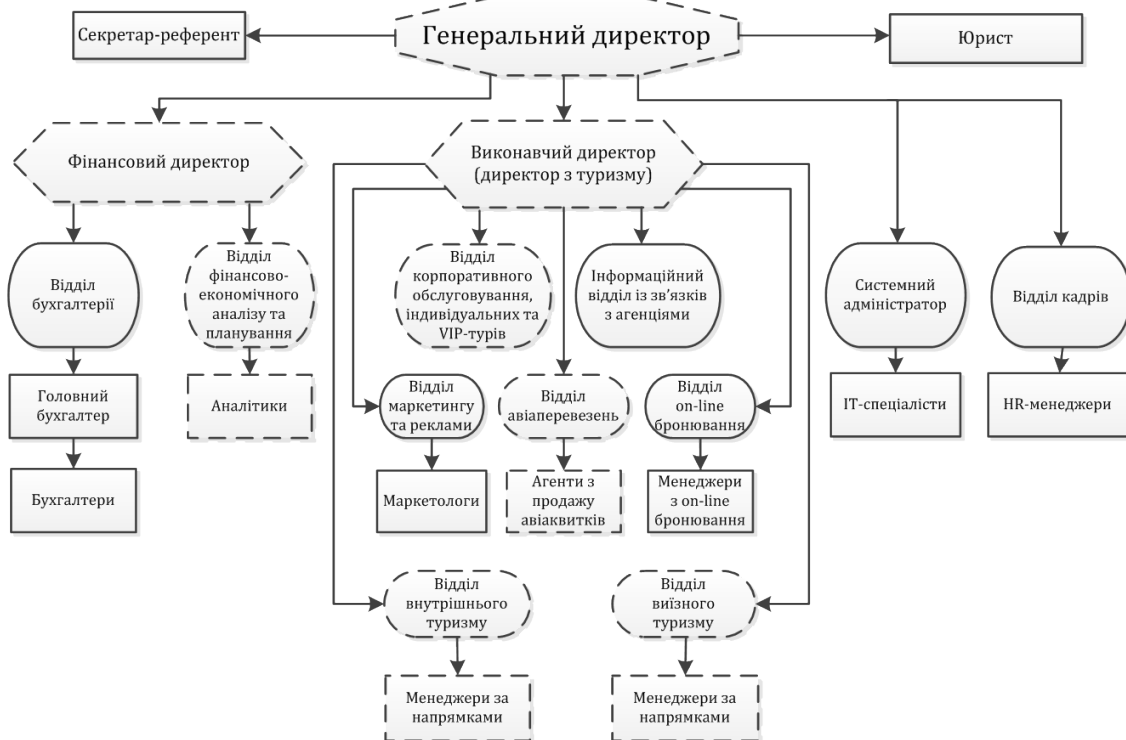 Секретар-референт
Генеральний директор
Юрист
Фінансовий директор
Виконавчий директор
(директор з туризму)
Відділ
бухгалтерії
Відділ
фінансово-
економічного
аналізу та
планування
Відділ
корпоративного
обслуговування,
індивідуальних та
VIP-турів
Інформаційний
відділ із зв’язків
з агенціями
Системний
адміністратор
Відділ кадрів
Головний
бухгалтер
Аналітики
Відділ
маркетингу
та реклами
Відділ
авіаперевезень
Відділ
on-line
бронювання
ІТ-спеціалісти
HR-менеджери
Бухгалтери
Маркетологи
Агенти з
продажу
авіаквитків
Менеджери
з on-line
бронювання
Відділ
внутрішнього
туризму
Відділ
виїзного
туризму
Менеджери за
напрямками
Менеджери за
напрямками